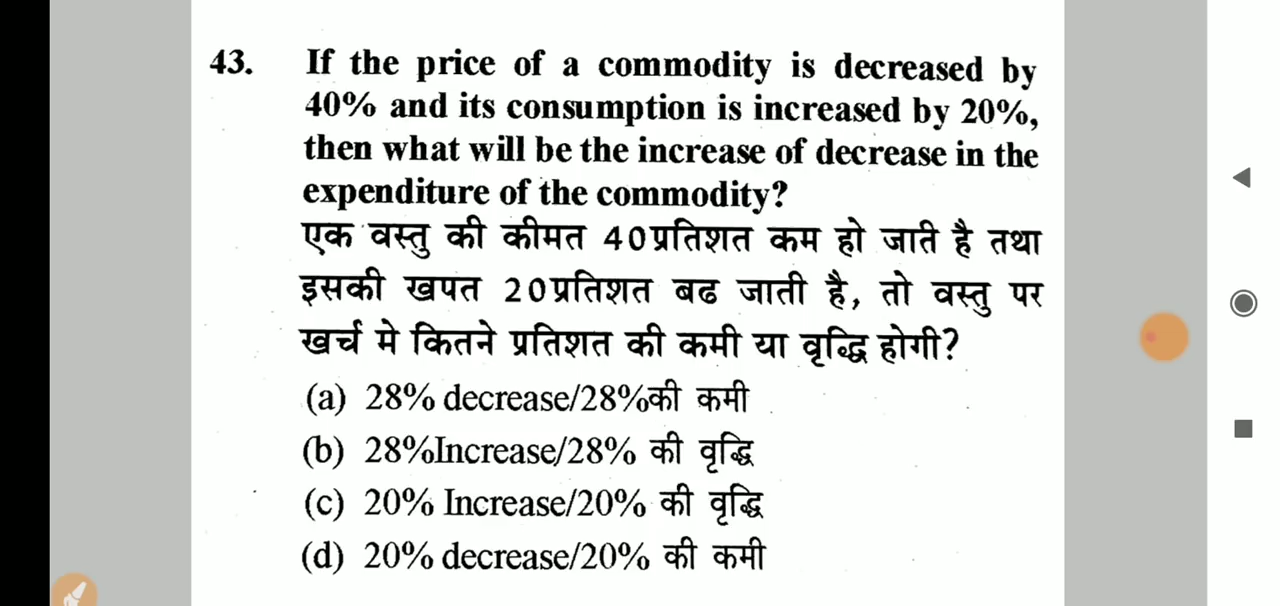 43. If the price of a commodity is decreased by
40% and its consumption is increased by 20%,
then what will be the increase of decrease in the
expenditure of the commodity?
एक वस्तु की कीमत 40प्रतिशत कम हो जाती है तथा
इसकी खपत 20प्रतिशत बढ जाती है, तो वस्तु पर
खर्च मे कितने प्रतिशत की कमी या वृद्धि होगी?
(a) 28% decrease/28%की कमी
(b) 28%Increase/28% की वृद्धि
(c) 20% Increase/20% की वृद्धि
(d) 20% decrease/20% की कमी